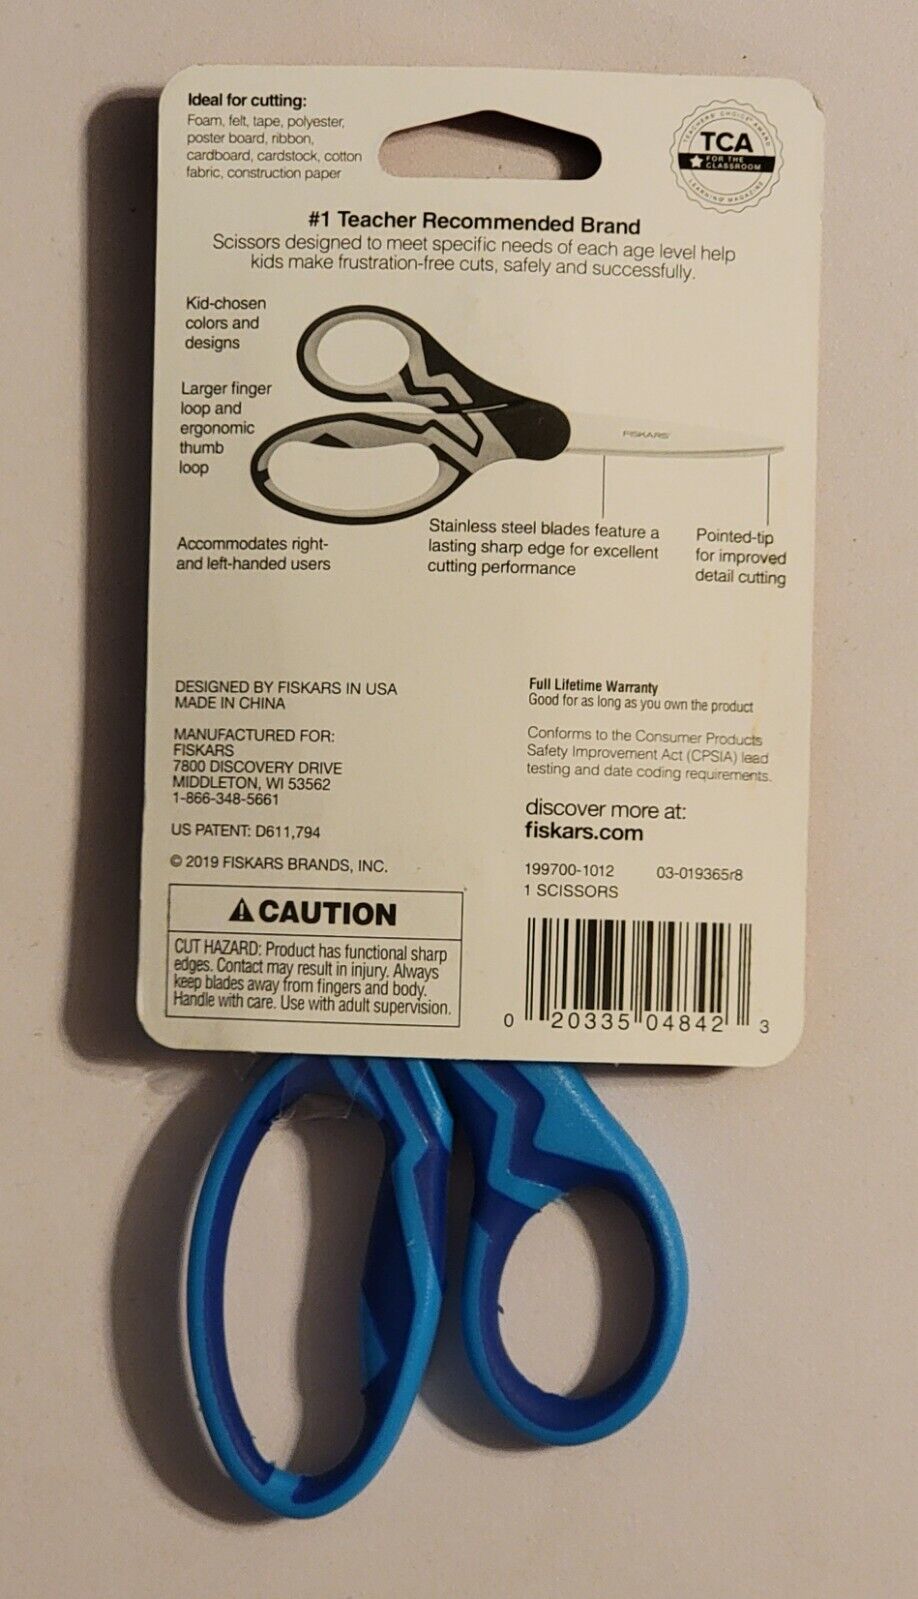 Ideal for cutting:
Foam, felt, tape, polyester,
poster board, ribbon,
cardboard, cardstock, cotton
fabric, construction paper
TEACHERS' CHOICE AWARD
TCA
FOR THE
CLASSROOM
LEARNING MAGAZINE
#1 Teacher Recommended Brand
Scissors designed to meet specific needs of each age level help
kids make frustration-free cuts, safely and successfully.
Kid-chosen
colors and
designs
Larger finger
loop and
ergonomic
thumb
loop
FISKARS
Accommodates right-
and left-handed users
Stainless steel blades feature a
lasting sharp edge for excellent
cutting performance
Pointed-tip
for improved
detail cutting
DESIGNED BY FISKARS IN USA
MADE IN CHINA
MANUFACTURED FOR:
FISKARS
7800 DISCOVERY DRIVE
MIDDLETON, WI 53562
1-866-348-5661
US PATENT: D611,794
© 2019 FISKARS BRANDS, INC.
CAUTION
CUT HAZARD: Product has functional sharp
edges. Contact may result in injury. Always
keep blades away from fingers and body.
Handle with care. Use with adult supervision.
Full Lifetime Warranty
Good for as long as you own the product
Conforms to the Consumer Products
Safety Improvement Act (CPSIA) lead
testing and date coding requirements.
discover more at:
fiskars.com
199700-1012 03-019365r8
1 SCISSORS
0 20335 04842 3